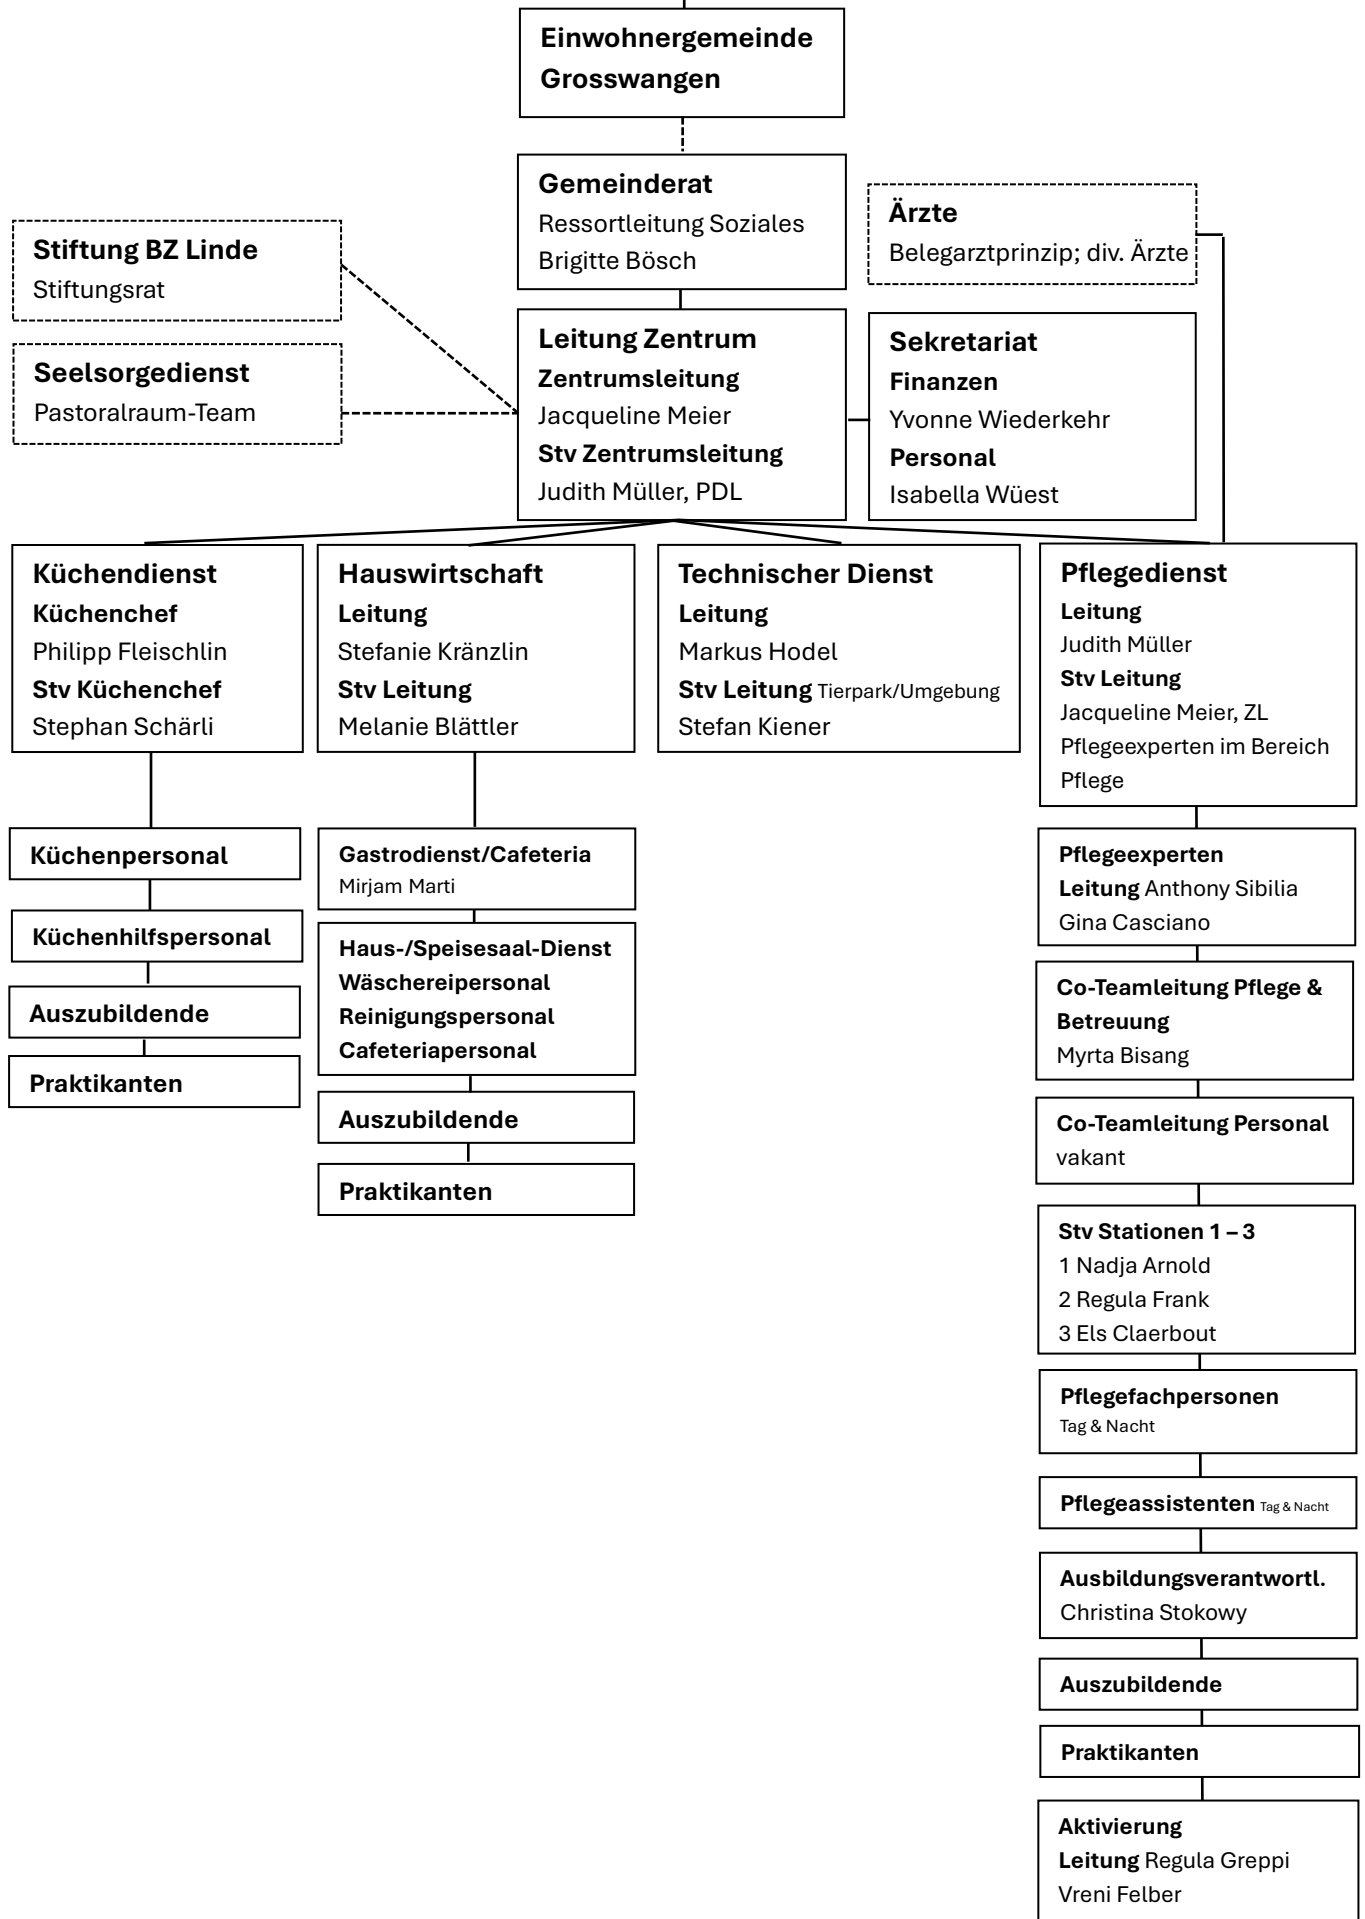 Einwohnergemeinde
Grosswangen
Gemeinderat
Ressortleitung Soziales
Brigitte Bösch
Ärzte
Belegarztprinzip; div. Ärzte
Stiftung BZ Linde
Stiftungsrat
Seelsorgedienst
Pastoralraum-Team
Leitung Zentrum
Zentrumsleitung
Jacqueline Meier
Stv Zentrumsleitung
Judith Müller, PDL
Sekretariat
Finanzen
Yvonne Wiederkehr
Personal
Isabella Wüest
Küchendienst
Küchenchef
Philipp Fleischlin
Stv Küchenchef
Stephan Schärli
Hauswirtschaft
Leitung
Stefanie Kränzlin
Stv Leitung
Melanie Blättler
Technischer Dienst
Leitung
Markus Hodel
Stv Leitung Tierpark/Umgebung
Stefan Kiener
Pflegedienst
Leitung
Judith Müller
Stv Leitung
Jacqueline Meier, ZL
Pflegeexperten im Bereich
Pflege
Küchenpersonal
Küchenhilfspersonal
Auszubildende
Praktikanten
Gastrodienst/Cafeteria
Mirjam Marti
Haus-/Speisesaal-Dienst
Wäschereipersonal
Reinigungspersonal
Cafeteriapersonal
Auszubildende
Praktikanten
Pflegeexperten
Leitung Anthony Sibilia
Gina Casciano
Co-Teamleitung Pflege &
Betreuung
Myrta Bisang
Co-Teamleitung Personal
vakant
Stv Stationen 1 – 3
1 Nadja Arnold
2 Regula Frank
3 Els Claerbout
Pflegefachpersonen
Tag & Nacht
Pflegeassistenten Tag & Nacht
Ausbildungsverantwortl.
Christina Stokowy
Auszubildende
Praktikanten
Aktivierung
Leitung Regula Greppi
Vreni Felber